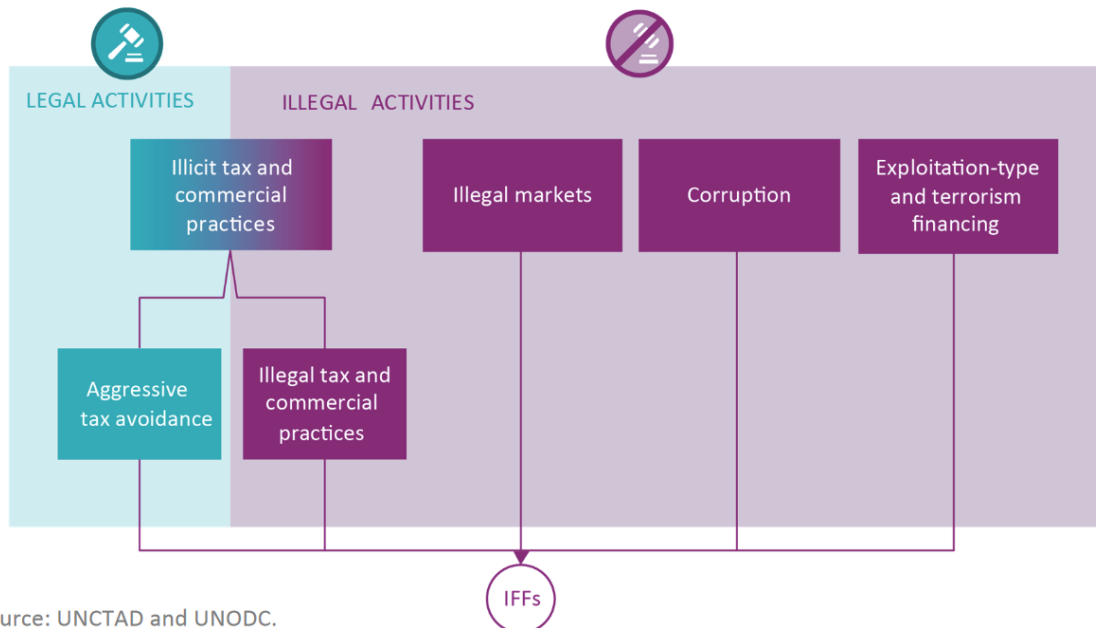 LEGAL ACTIVITIES
ILLEGAL ACTIVITIES
Illicit tax and
commercial
practices
Illegal markets
Corruption
Exploitation-type
and terrorism
financing
Aggressive
tax avoidance
Illegal tax and
commercial
practices
IFFs
urce: UNCTAD and UNODC.